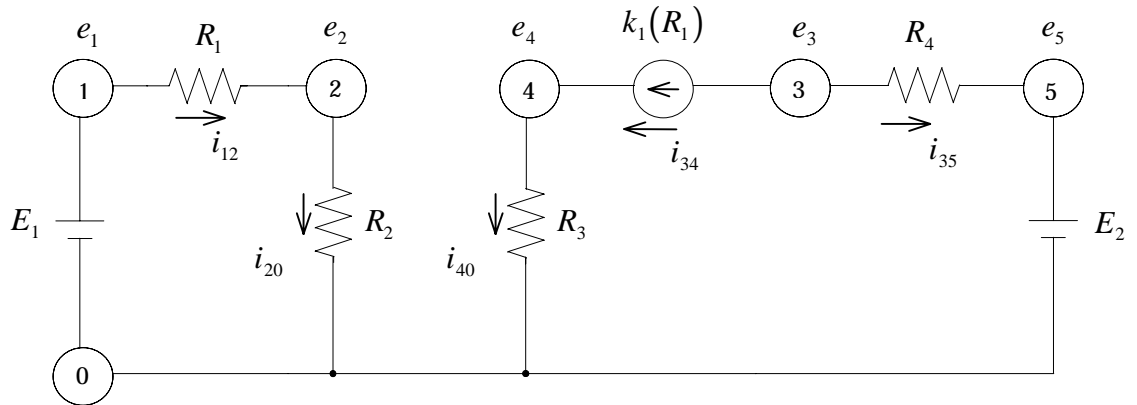 e₁ R₁ e₂ e₄ k₁(R₁) e₃ R₄ e₅
1 2 4 3 5
i₁₂ i₃₄ i₃₅
E₁ R₂ R₃ E₂
i₂₀ i₄₀
0